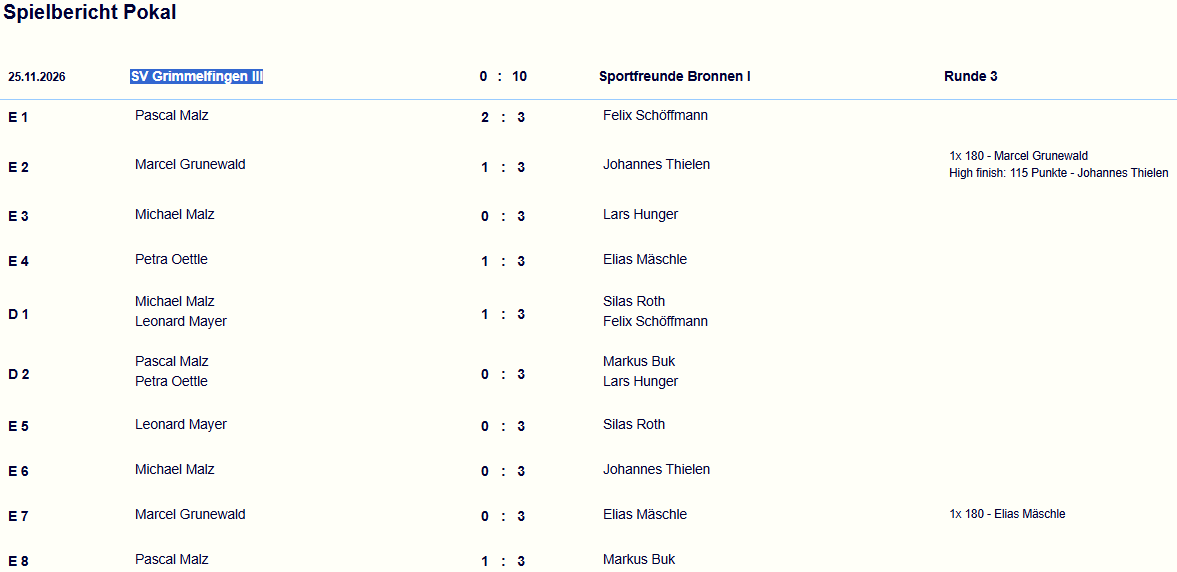 Spielbericht Pokal
25.11.2026 SV Grimmelfingen III 0 : 10 Sportfreunde Bronnen I Runde 3
E 1 Pascal Malz 2 : 3 Felix Schöffmann
E 2 Marcel Grunewald 1 : 3 Johannes Thielen
1x 180 - Marcel Grunewald
High finish: 115 Punkte - Johannes Thielen
E 3 Michael Malz 0 : 3 Lars Hunger
E 4 Petra Oettle 1 : 3 Elias Mäschle
D 1 Michael Malz
Leonard Mayer 1 : 3 Silas Roth
Felix Schöffmann
D 2 Pascal Malz
Petra Oettle 0 : 3 Markus Buk
Lars Hunger
E 5 Leonard Mayer 0 : 3 Silas Roth
E 6 Michael Malz 0 : 3 Johannes Thielen
E 7 Marcel Grunewald 0 : 3 Elias Mäschle 1x 180 - Elias Mäschle
E 8 Pascal Malz 1 : 3 Markus Buk